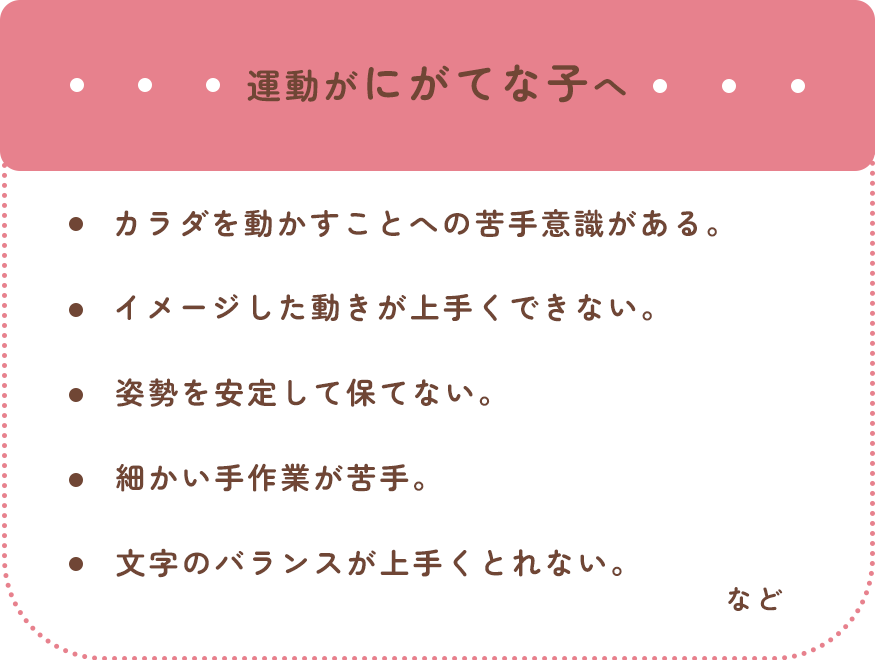 運動がにがてな子へ
● カラダを動かすことへの苦手意識がある。
● イメージした動きが上手くできない。
● 姿勢を安定して保てない。
● 細かい手作業が苦手。
● 文字のバランスが上手くとれない。
など